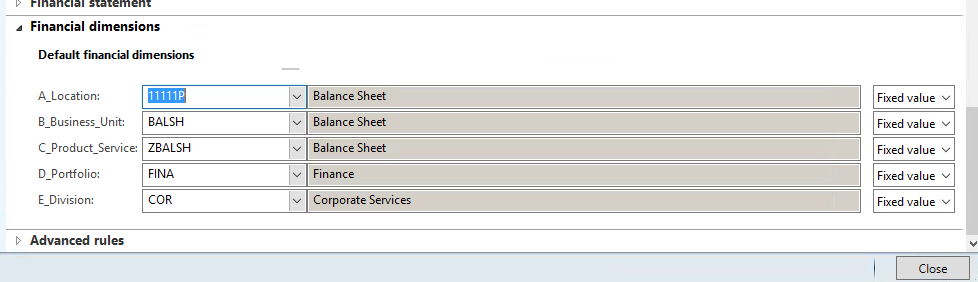 Financial statement
Financial dimensions
Default financial dimensions
A_Location: 11111P Balance Sheet Fixed value
B_Business_Unit: BALSH Balance Sheet Fixed value
C_Product_Service: ZBALSH Balance Sheet Fixed value
D_Portfolio: FINA Finance Fixed value
E_Division: COR Corporate Services Fixed value
Advanced rules
Close